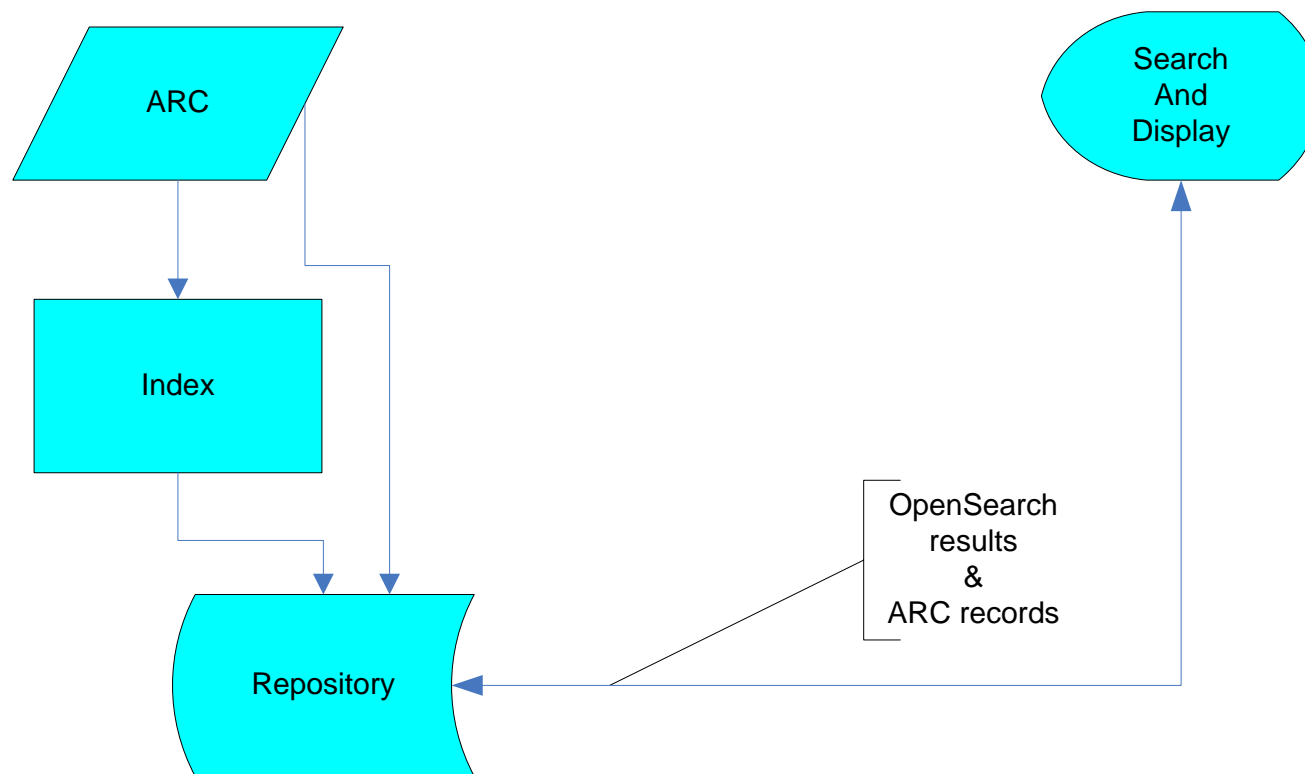 ARC
Search
And
Display
Index
OpenSearch
results
&
ARC records
Repository